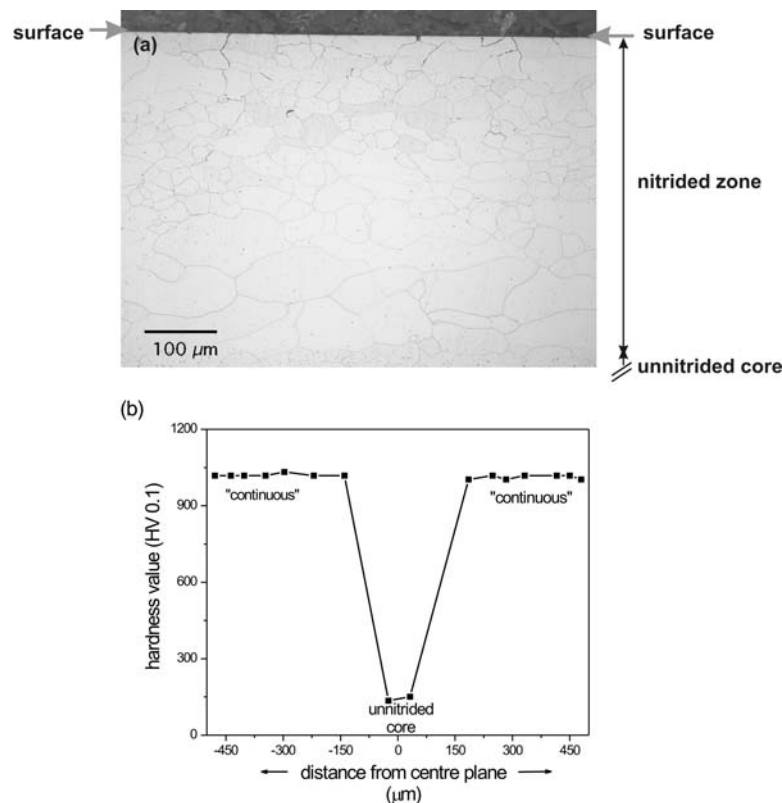 surface
(a)
surface
nitrided zone
100 µm
unnitrided core
(b)
1200
900
600
300
0
hardness value (HV 0.1)
"continuous"
"continuous"
unnitrided
core
-450 -300 -150 0 150 300 450
distance from centre plane
(µm)